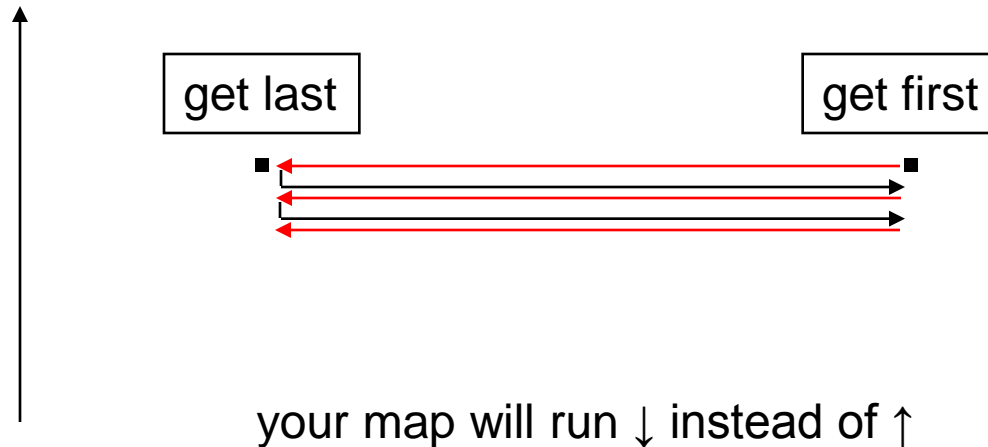 get last
get first
your map will run ↓ instead of ↑